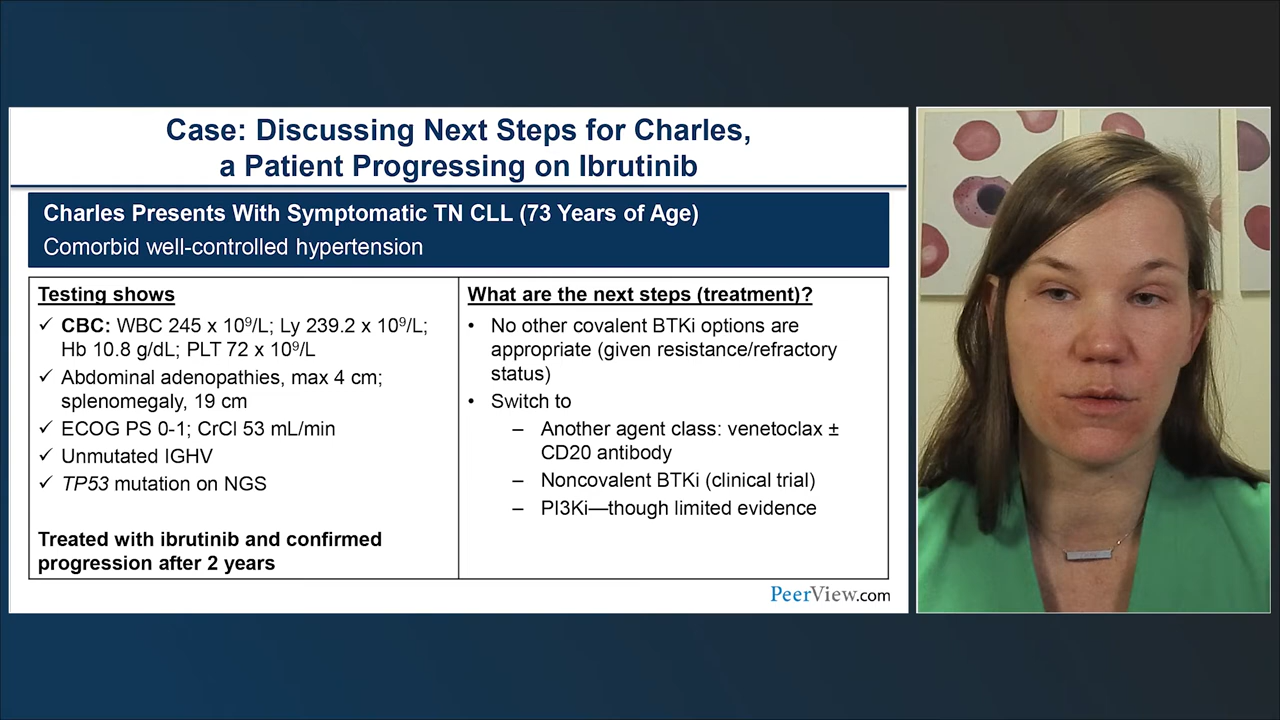 Case: Discussing Next Steps for Charles,
a Patient Progressing on Ibrutinib
Charles Presents With Symptomatic TN CLL (73 Years of Age)
Comorbid well-controlled hypertension
Testing shows
✓ CBC: WBC 245 x 10⁹/L; Ly 239.2 x 10⁹/L;
Hb 10.8 g/dL; PLT 72 x 10⁹/L
✓ Abdominal adenopathies, max 4 cm;
splenomegaly, 19 cm
✓ ECOG PS 0-1; CrCl 53 mL/min
✓ Unmutated IGHV
✓ TP53 mutation on NGS
Treated with ibrutinib and confirmed
progression after 2 years
What are the next steps (treatment)?
• No other covalent BTKi options are
appropriate (given resistance/refractory
status)
• Switch to
– Another agent class: venetoclax ±
CD20 antibody
– Noncovalent BTKi (clinical trial)
– PI3Ki—though limited evidence
PeerView.com